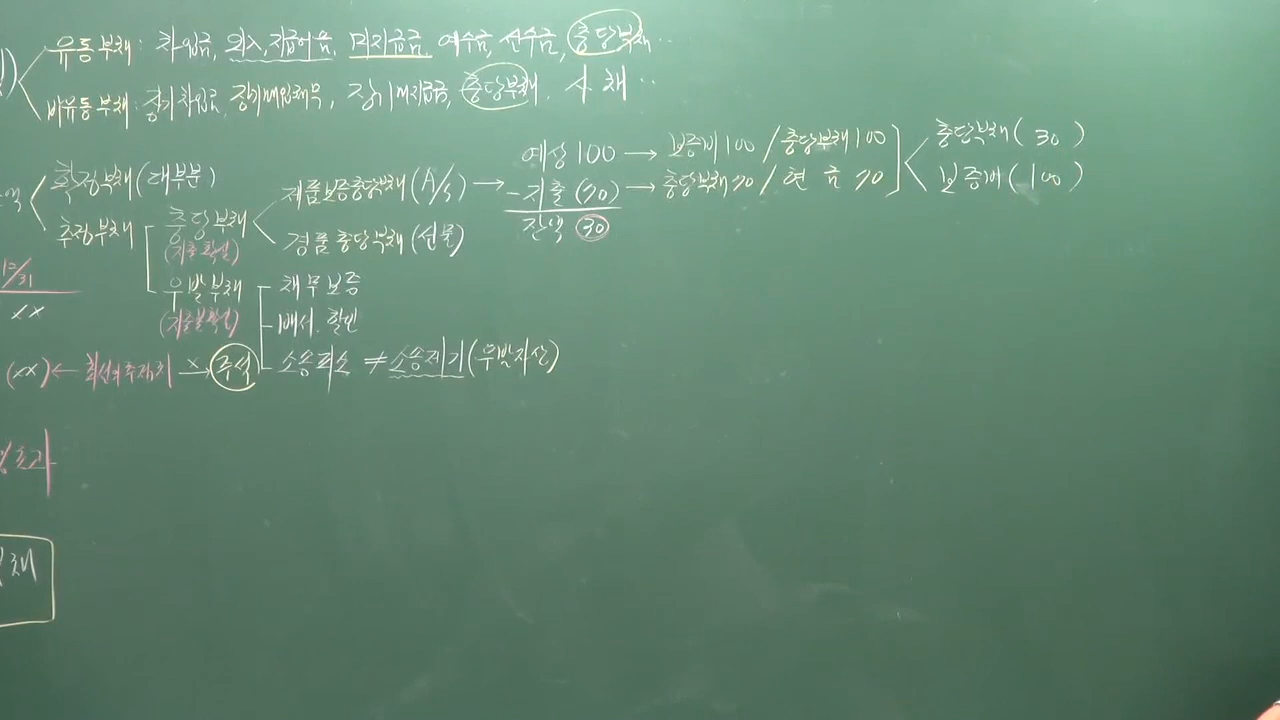 유동부채 : 차입금, 외入, 지급어음, 미지급금, 예수금, 선수금, 충당부채 ..
비유동부채 : 장기차입금, 장기매입채무, 장기미지급금, 충당부채, 사채 ..
확정부채 (대부분)
추정부채
충당부채
(지출확실)
제품보증충당부채 (A/S) →
경품충당부채 (선물)
예상 100 → 보증비 100 / 충당부채 100
- 지출 (70) → 충당부채 70 / 현금 70
잔액 30
충당부채 ( 30 )
보증비 ( 100 )
우발부채
(지출불확실)
채무보증
배서. 할인
소송피소 ≠ 소송제기 (우발자산)
12/31
xx
(xx) ← 최선의추정치 x → 주석
초과
채